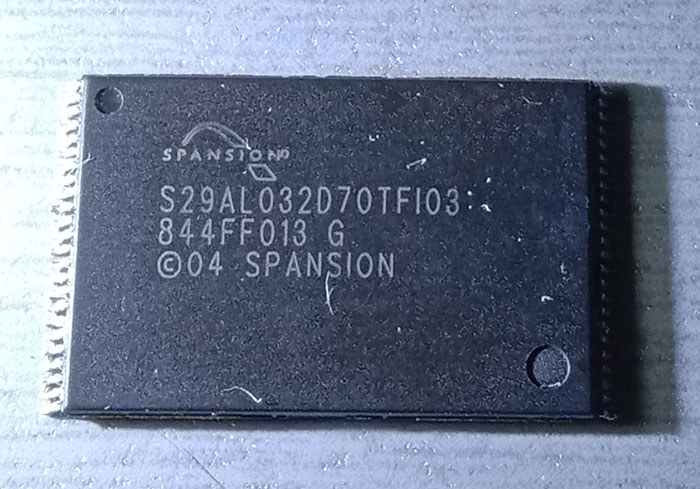 SPANSION
S29AL032D70TFI03
844FF013 G
©04 SPANSION